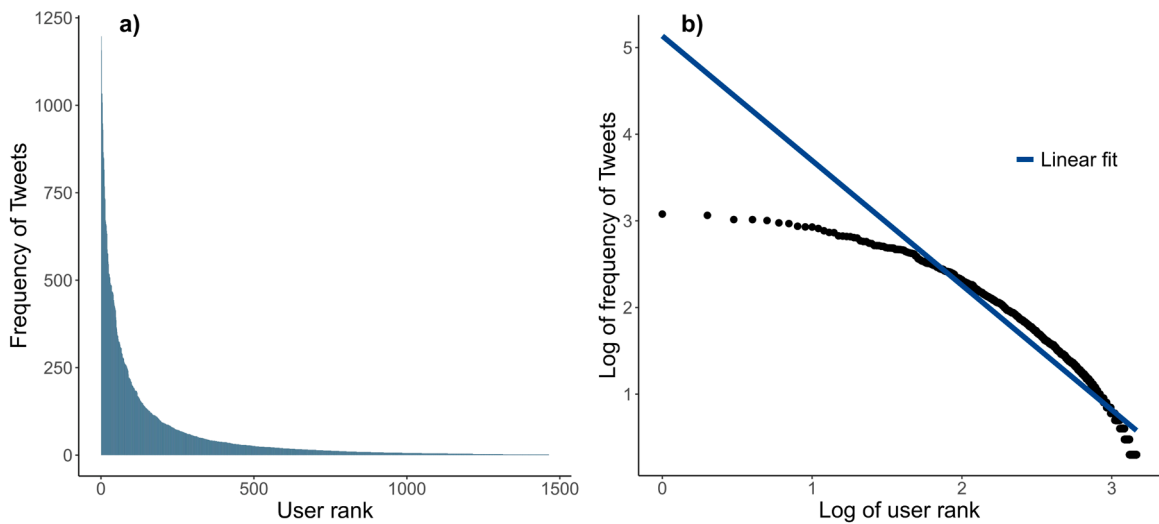 a)
1250
1000
750
500
250
0
Frequency of Tweets
0
500
1000
1500
User rank
b)
5
4
3
2
1
Log of frequency of Tweets
Linear fit
0
1
2
3
Log of user rank